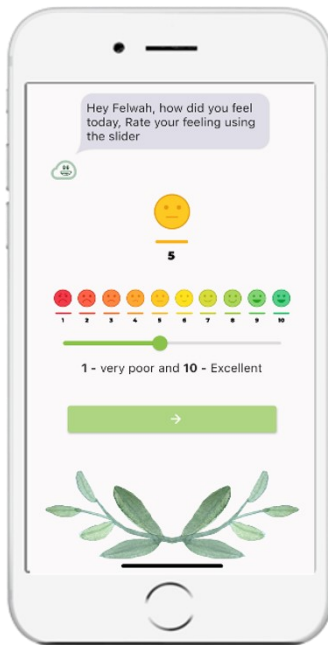 Hey Felwah, how did you feel
today, Rate your feeling using
the slider
5
1 2 3 4 5 6 7 8 9 10
1 - very poor and 10 - Excellent